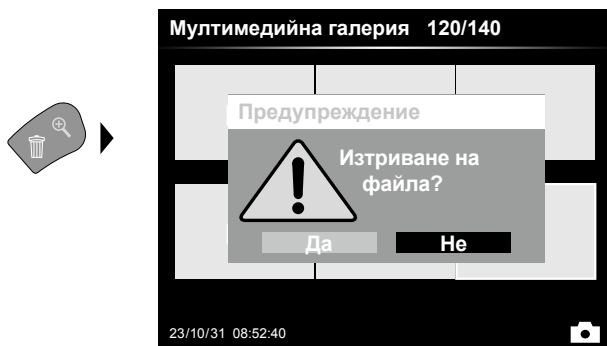 Мултимедийна галерия 120/140
Предупреждение
Изтриване на
файла?
Да Не
23/10/31 08:52:40